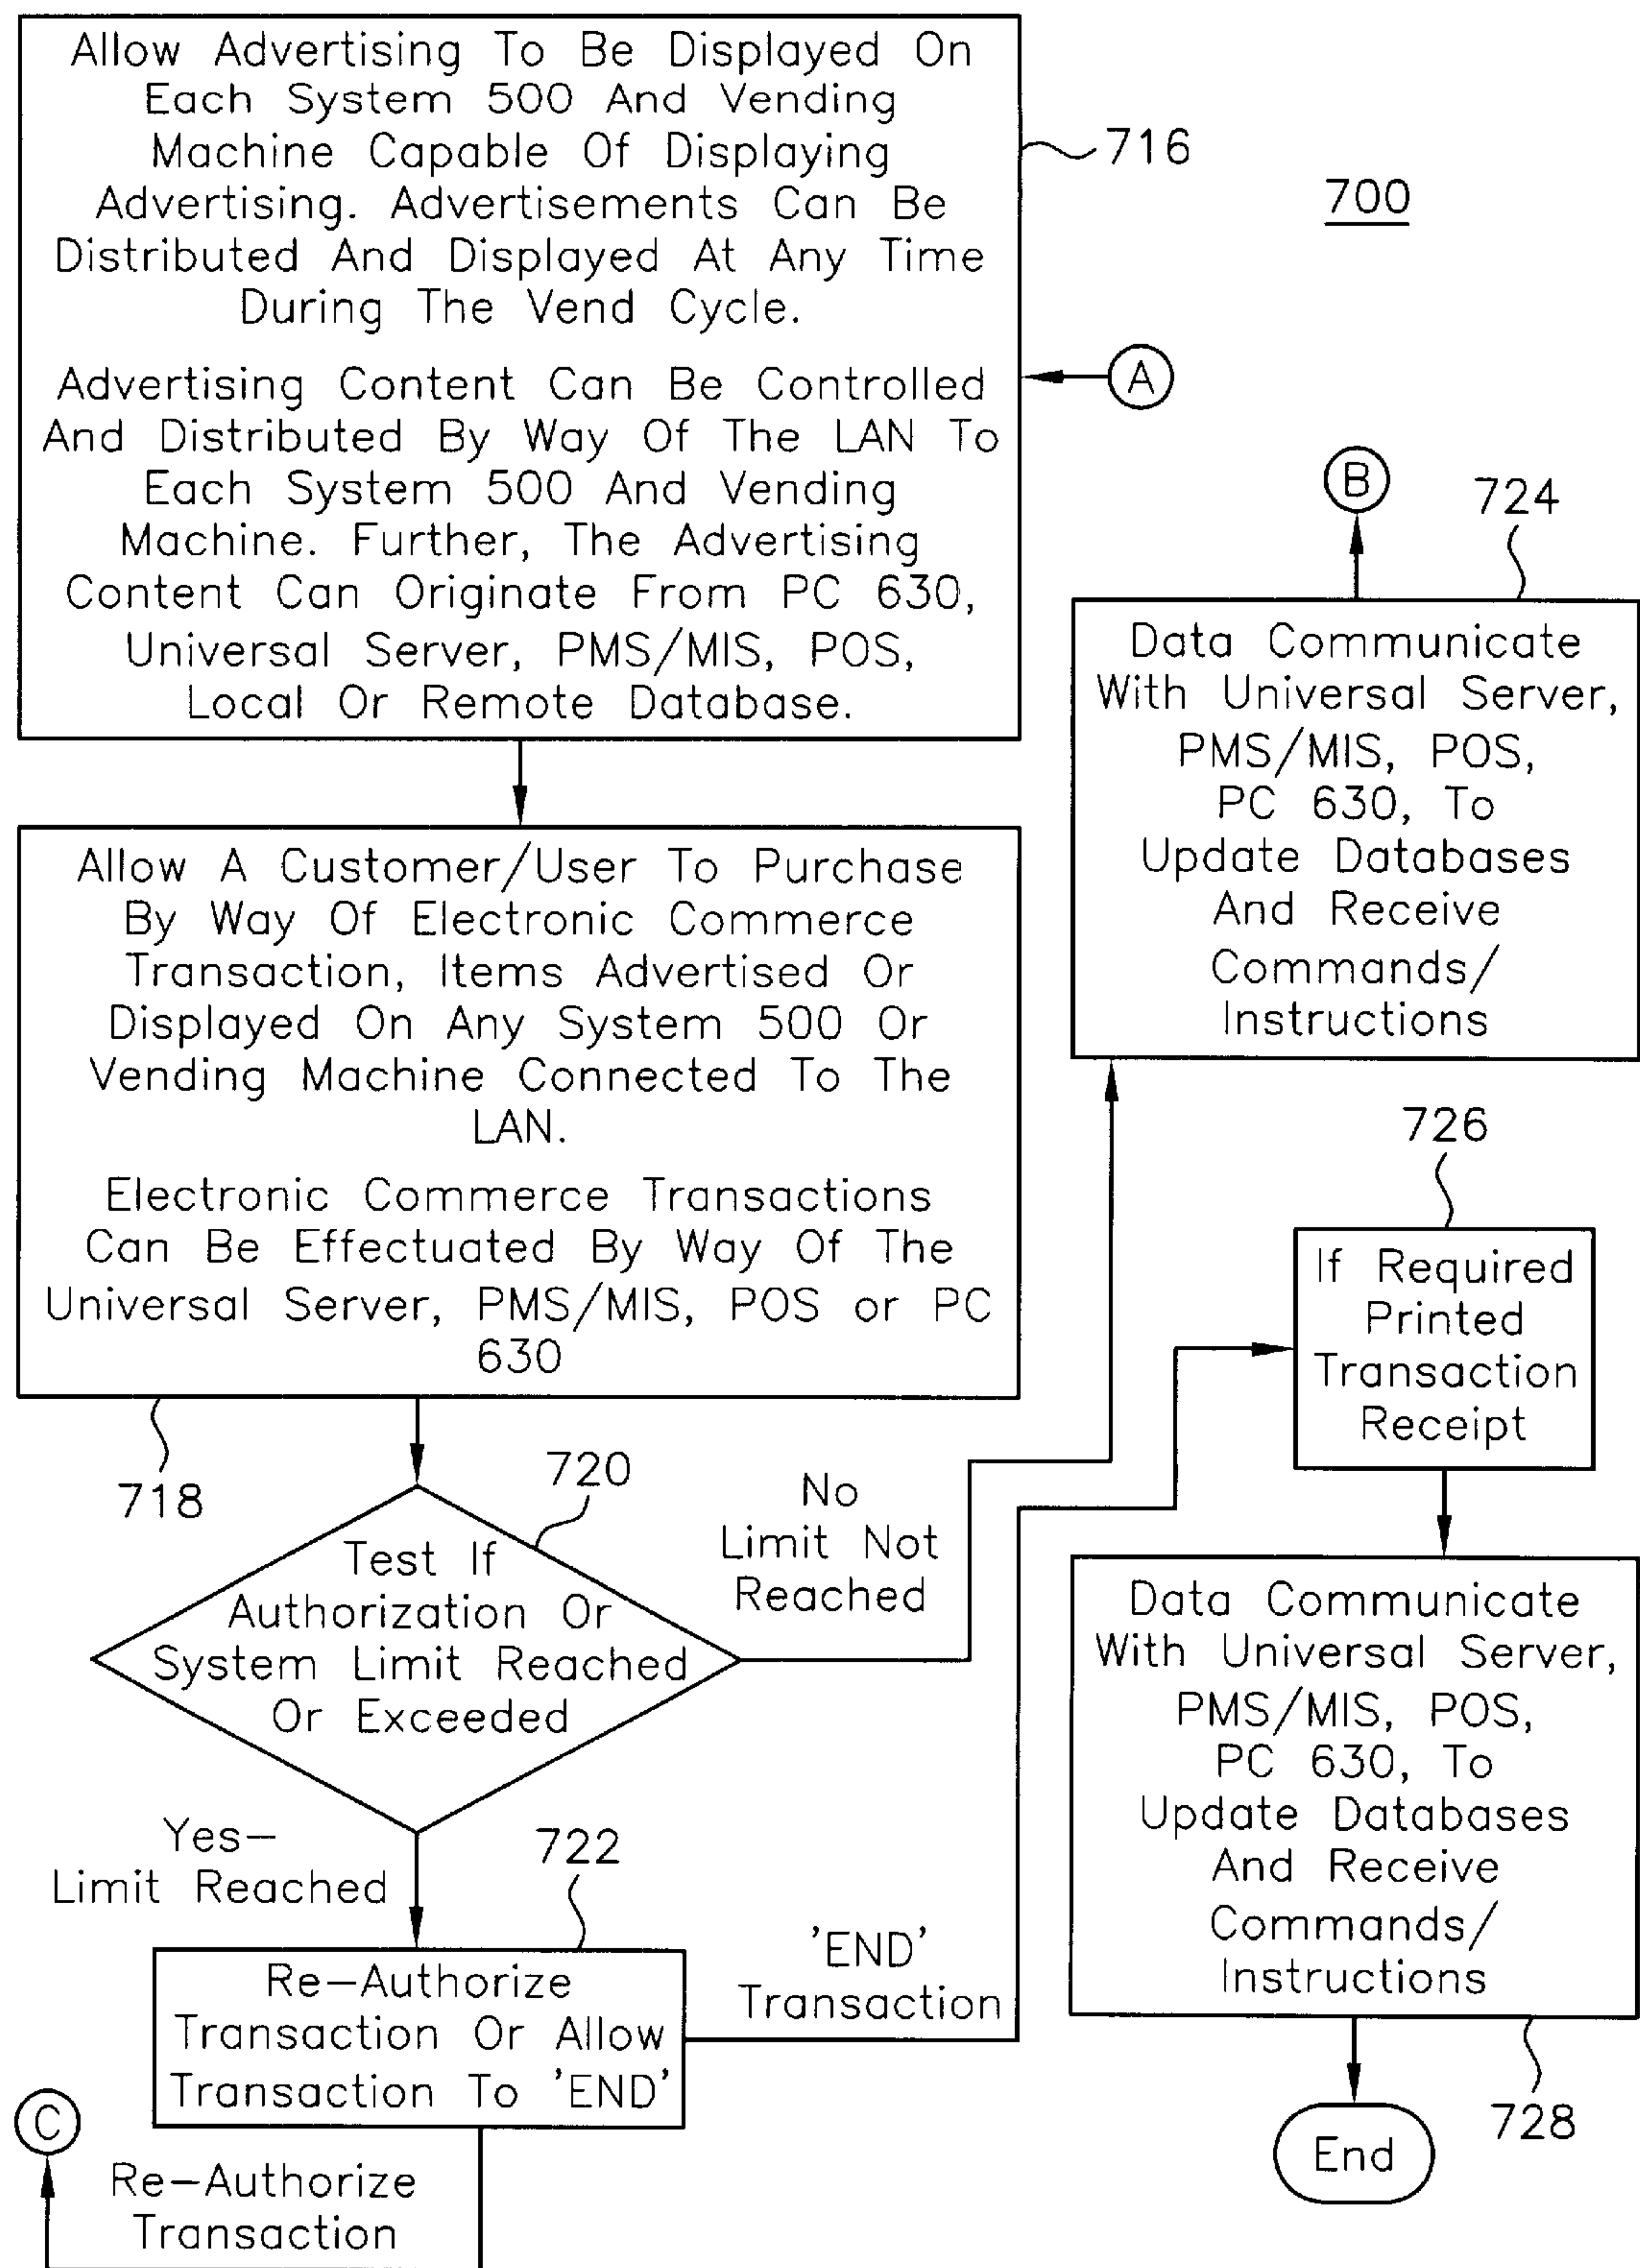 Allow Advertising To Be Displayed On
Each System 500 And Vending
Machine Capable Of Displaying
Advertising. Advertisements Can Be
Distributed And Displayed At Any Time
During The Vend Cycle.
Advertising Content Can Be Controlled
And Distributed By Way Of The LAN To
Each System 500 And Vending
Machine. Further, The Advertising
Content Can Originate From PC 630,
Universal Server, PMS/MIS, POS,
Local Or Remote Database.
716
700
A
Allow A Customer/User To Purchase
By Way Of Electronic Commerce
Transaction, Items Advertised Or
Displayed On Any System 500 Or
Vending Machine Connected To The
LAN.
Electronic Commerce Transactions
Can Be Effectuated By Way Of The
Universal Server, PMS/MIS, POS or PC
630
718
720
Test If
Authorization Or
System Limit Reached
Or Exceeded
No
Limit Not
Reached
Yes–
Limit Reached
722
Re–Authorize
Transaction Or Allow
Transaction To 'END'
'END'
Transaction
C
Re–Authorize
Transaction
B
724
Data Communicate
With Universal Server,
PMS/MIS, POS,
PC 630, To
Update Databases
And Receive
Commands/
Instructions
726
If Required
Printed
Transaction
Receipt
Data Communicate
With Universal Server,
PMS/MIS, POS,
PC 630, To
Update Databases
And Receive
Commands/
Instructions
728
End